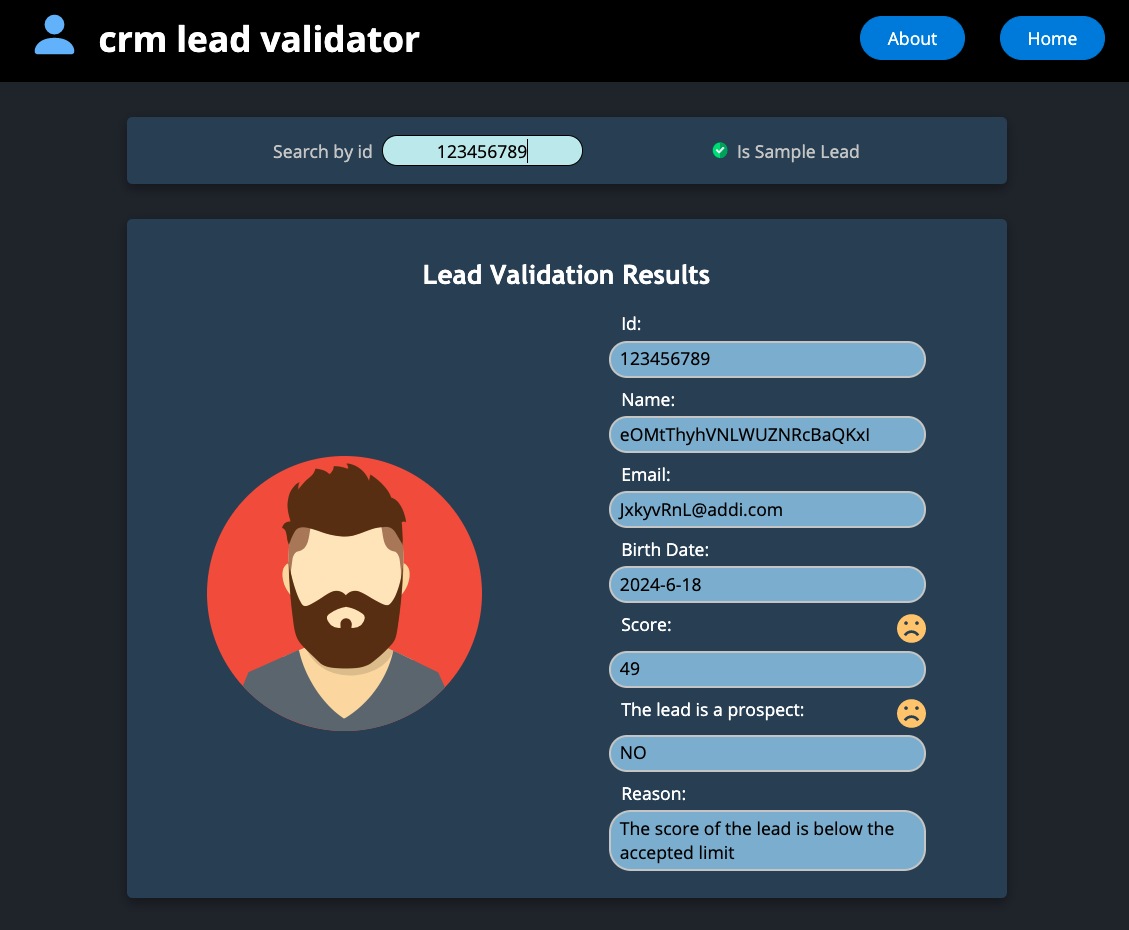 crm lead validator
About
Home
Search by id
123456789
Is Sample Lead
Lead Validation Results
Id:
123456789
Name:
eOMtThyhVNLWUZNRcBaQKxI
Email:
JxkyvRnL@addi.com
Birth Date:
2024-6-18
Score:
49
The lead is a prospect:
NO
Reason:
The score of the lead is below the
accepted limit